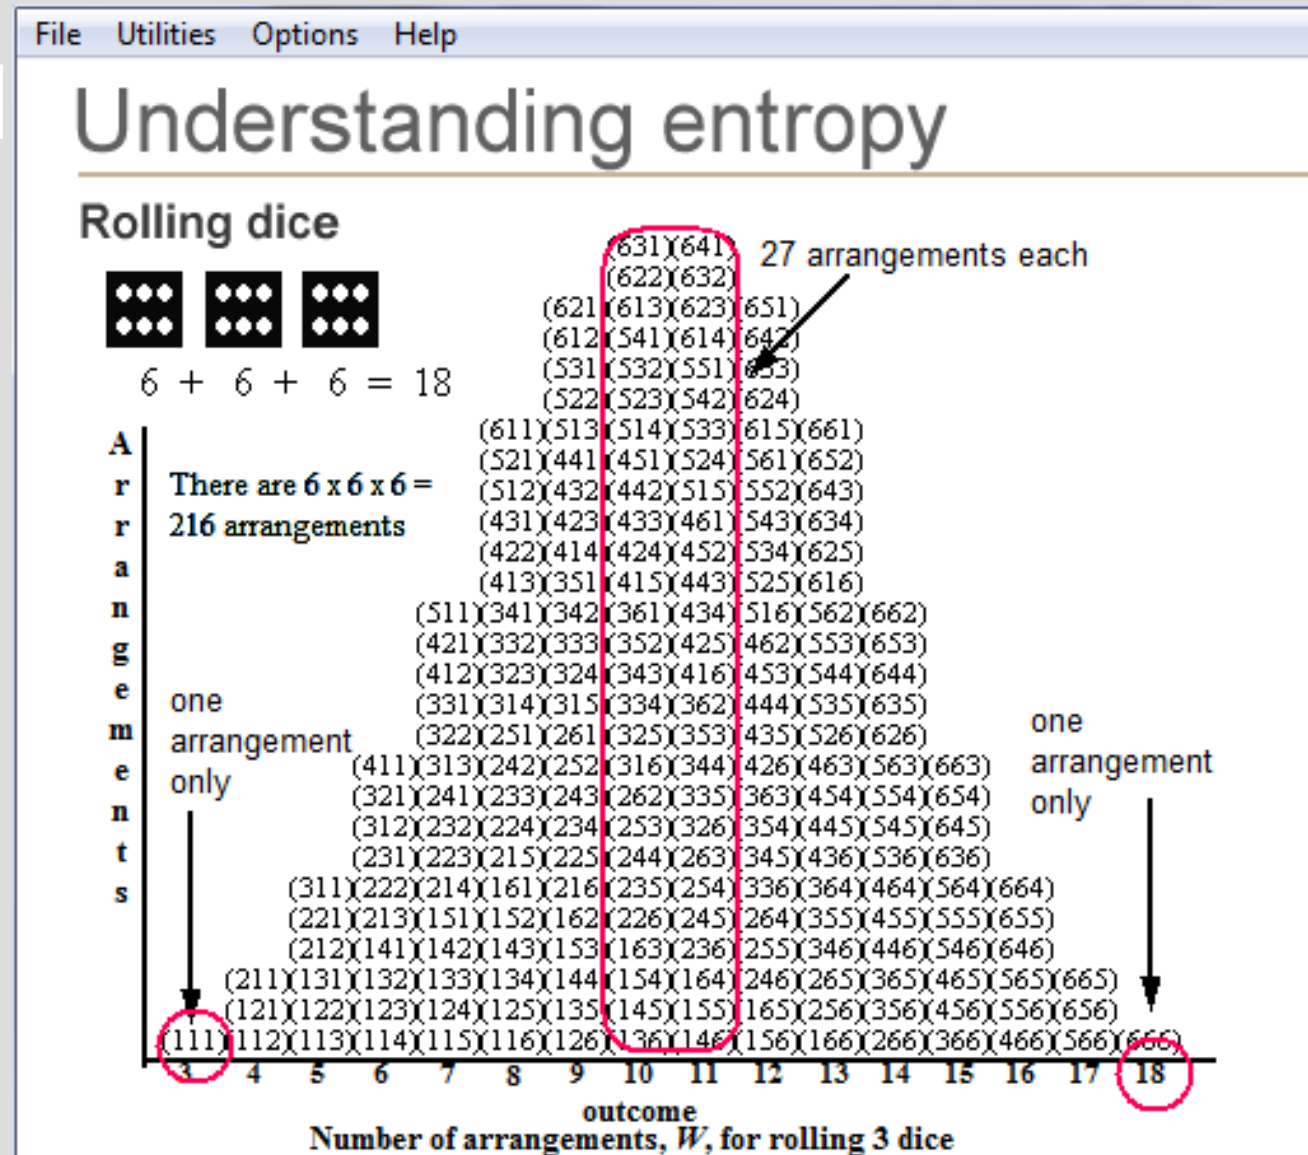 File Utilities Options Help
Understanding entropy
Rolling dice
6 + 6 + 6 = 18
There are 6 x 6 x 6 =
216 arrangements
27 arrangements each
Arrangements
one
arrangement
only
one
arrangement
only
(631)(641)
(622)(632)
(621)(613)(623)(651)
(612)(541)(614)(642)
(531)(532)(551)(633)
(522)(523)(542)(624)
(611)(513)(514)(533)(615)(661)
(521)(441)(451)(524)(561)(652)
(512)(432)(442)(515)(552)(643)
(431)(423)(433)(461)(543)(634)
(422)(414)(424)(452)(534)(625)
(413)(351)(415)(443)(525)(616)
(511)(341)(342)(361)(434)(516)(562)(662)
(421)(332)(333)(352)(425)(462)(553)(653)
(412)(323)(324)(343)(416)(453)(544)(644)
(331)(314)(315)(334)(362)(444)(535)(635)
(322)(251)(261)(325)(353)(435)(526)(626)
(411)(313)(242)(252)(316)(344)(426)(463)(563)(663)
(321)(241)(233)(243)(262)(335)(363)(454)(554)(654)
(312)(232)(224)(234)(253)(326)(354)(445)(545)(645)
(231)(223)(215)(225)(244)(263)(345)(436)(536)(636)
(311)(222)(214)(161)(216)(235)(254)(336)(364)(464)(564)(664)
(221)(213)(151)(152)(162)(226)(245)(264)(355)(455)(555)(655)
(212)(141)(142)(143)(153)(163)(236)(255)(346)(446)(546)(646)
(211)(131)(132)(133)(134)(144)(154)(164)(246)(265)(365)(465)(565)(665)
(121)(122)(123)(124)(125)(135)(145)(155)(165)(256)(356)(456)(556)(656)
(111)(112)(113)(114)(115)(116)(126)(136)(146)(156)(166)(266)(366)(466)(566)(666)
3 4 5 6 7 8 9 10 11 12 13 14 15 16 17 18
outcome
Number of arrangements, W, for rolling 3 dice